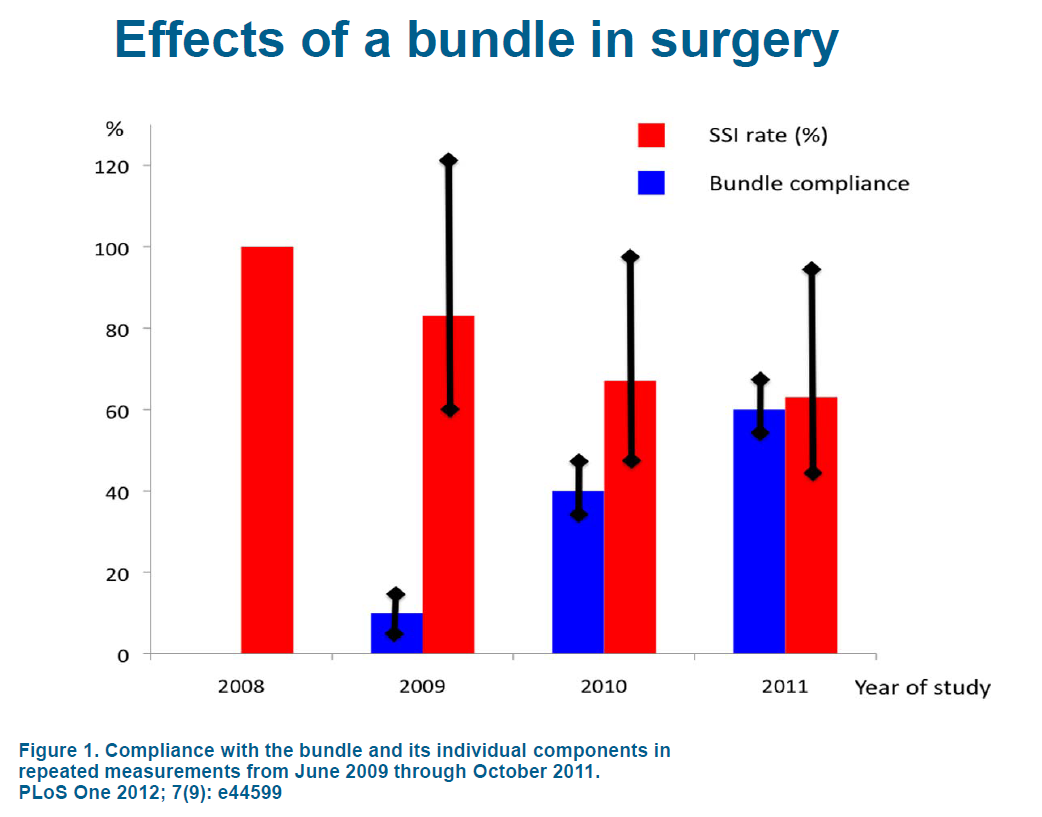 Effects of a bundle in surgery
%
SSI rate (%)
Bundle compliance
120
100
80
60
40
20
0
2008 2009 2010 2011 Year of study
Figure 1. Compliance with the bundle and its individual components in
repeated measurements from June 2009 through October 2011.
PLoS One 2012; 7(9): e44599